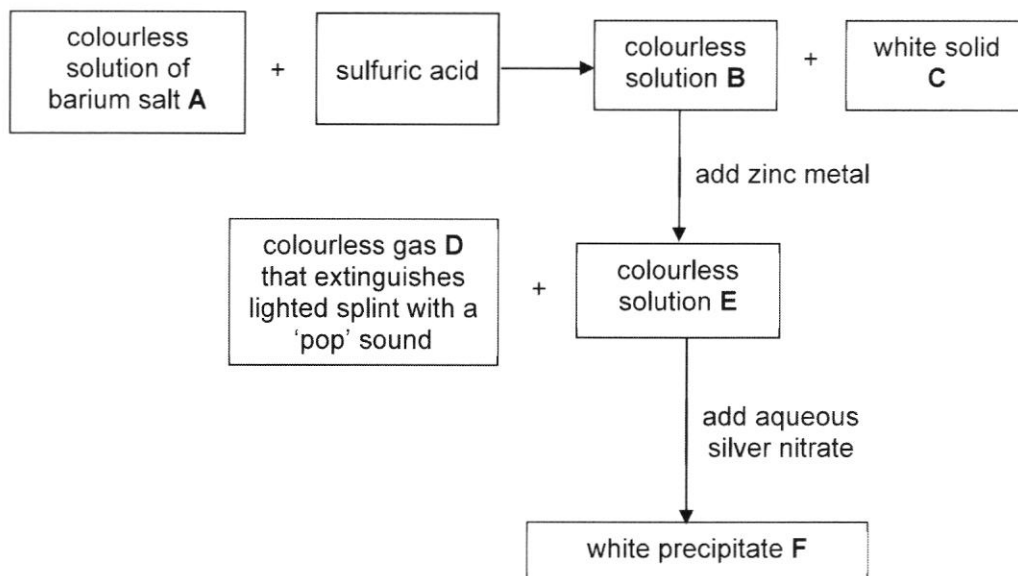 colourless
solution of
barium salt A
+
sulfuric acid
colourless
solution B
+
white solid
C
add zinc metal
colourless gas D
that extinguishes
lighted splint with a
‘pop’ sound
+
colourless
solution E
add aqueous
silver nitrate
white precipitate F